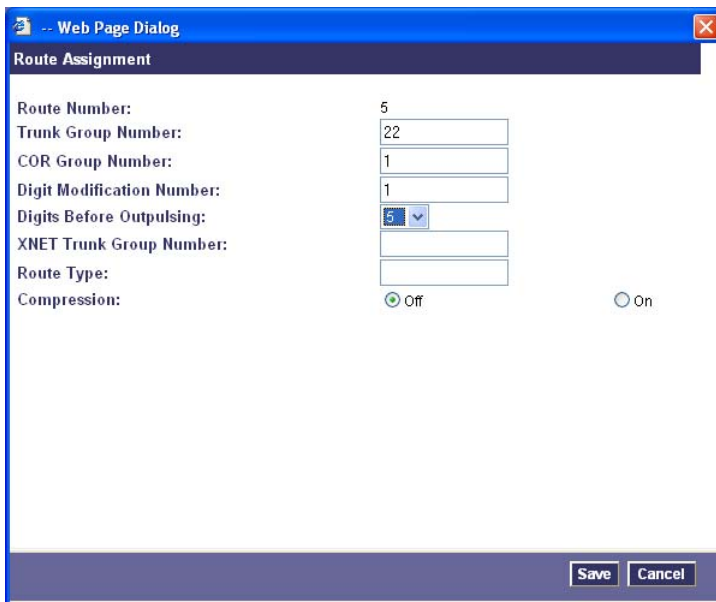 -- Web Page Dialog
Route Assignment
Route Number: 5
Trunk Group Number: 22
COR Group Number: 1
Digit Modification Number: 1
Digits Before Outpulsing: 5
XNET Trunk Group Number:
Route Type:
Compression: Off On
Save Cancel